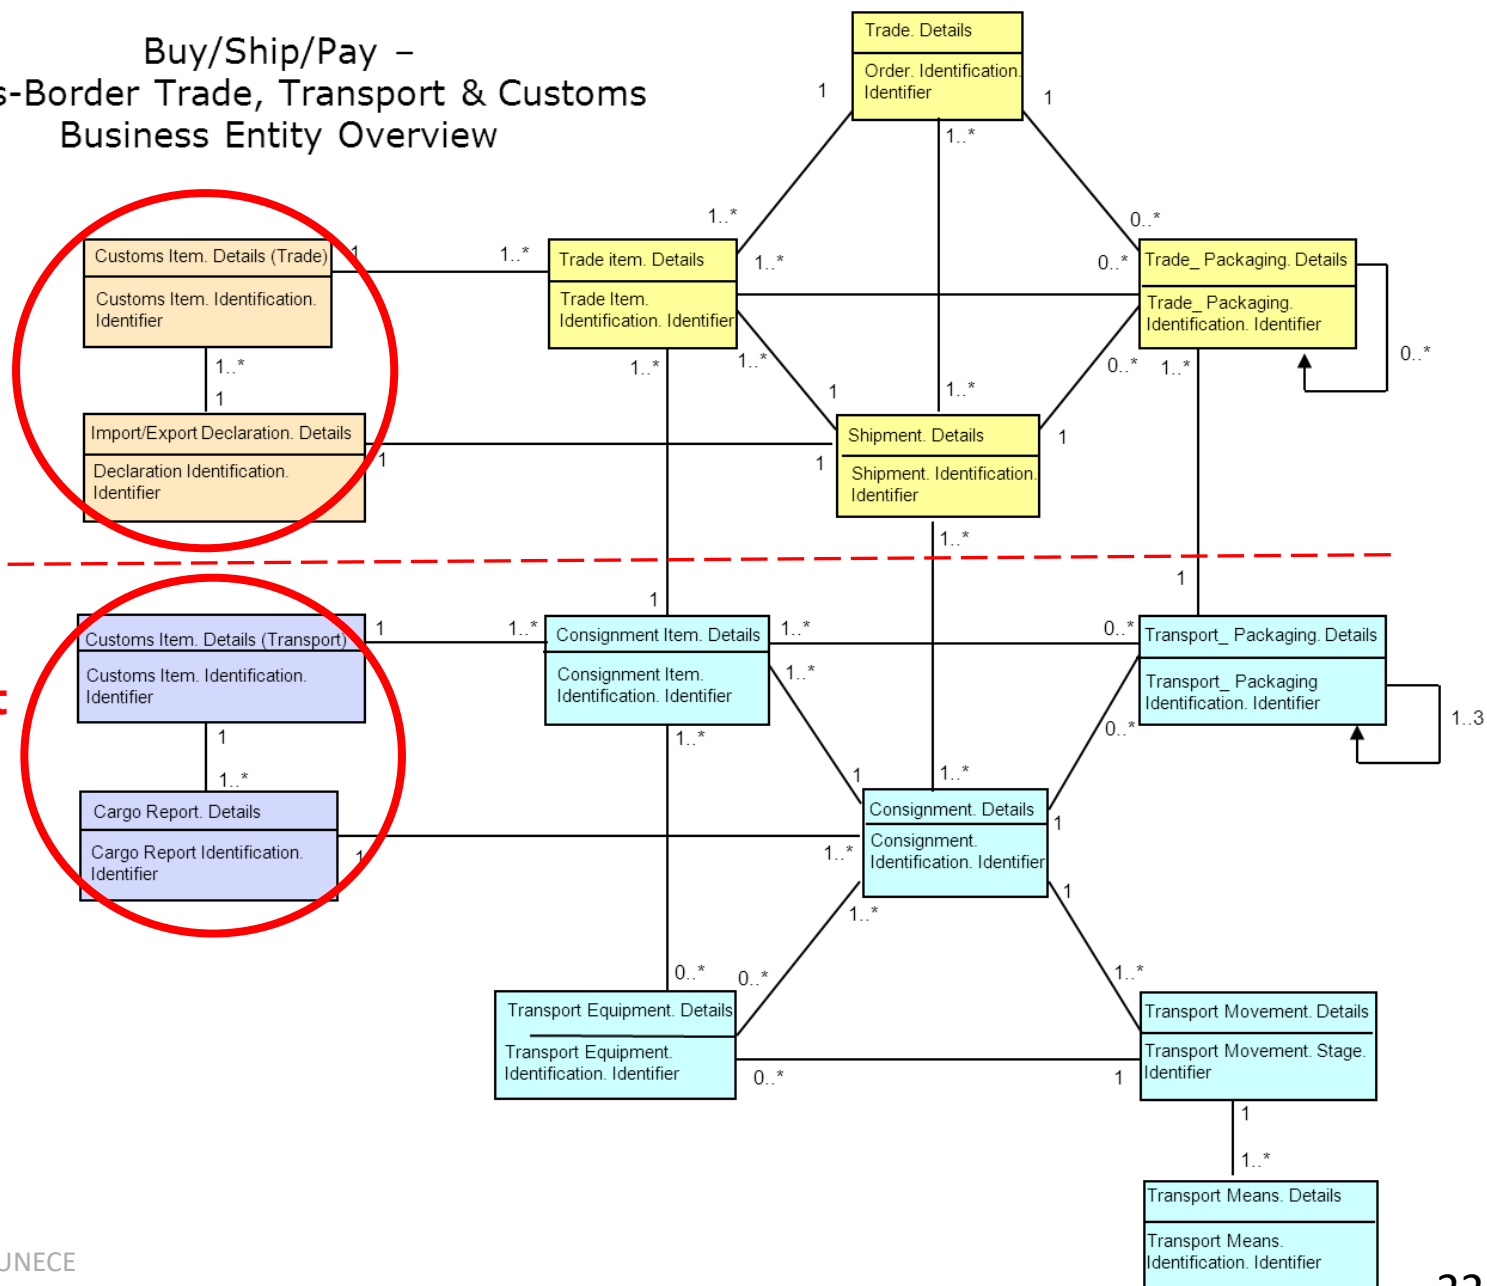 Buy/Ship/Pay –
s-Border Trade, Transport & Customs
Business Entity Overview
Trade. Details
Order. Identification.
Identifier
1
1
1..*
1..*
0..*
Customs Item. Details (Trade)
Customs Item. Identification.
Identifier
1
1..*
Trade item. Details
Trade Item.
Identification. Identifier
1..*
0..*
Trade_ Packaging. Details
Trade_ Packaging.
Identification. Identifier
0..*
1..*
1
1..*
1..*
1
1..*
0..*
1..*
1
Import/Export Declaration. Details
Declaration Identification.
Identifier
1
1
Shipment. Details
Shipment. Identification.
Identifier
1..*
1
1
Customs Item. Details (Transport)
Customs Item. Identification.
Identifier
1
1..*
Consignment Item. Details
Consignment Item.
Identification. Identifier
1..*
0..*
Transport_ Packaging. Details
Transport_ Packaging
Identification. Identifier
1..3
t
1..*
0..*
1
1..*
1..*
1
1..*
1
Cargo Report. Details
Cargo Report Identification.
Identifier
1
1..*
Consignment. Details
Consignment.
Identification. Identifier
1..*
1
0..*
0..*
1..*
Transport Equipment. Details
Transport Equipment.
Identification. Identifier
0..*
1
Transport Movement. Details
Transport Movement. Stage.
Identifier
1
1..*
Transport Means. Details
Transport Means.
Identification. Identifier
UNECE